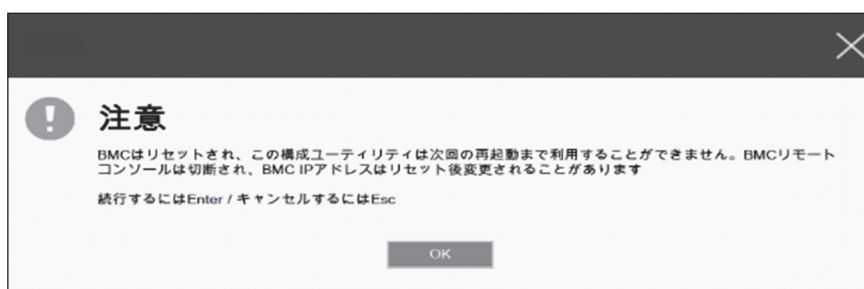 注意
BMCはリセットされ、この構成ユーティリティは次回の再起動まで利用することができません。BMCリモート
コンソールは切断され、BMC IPアドレスはリセット後変更されることがあります
続行するにはEnter / キャンセルするにはEsc
OK